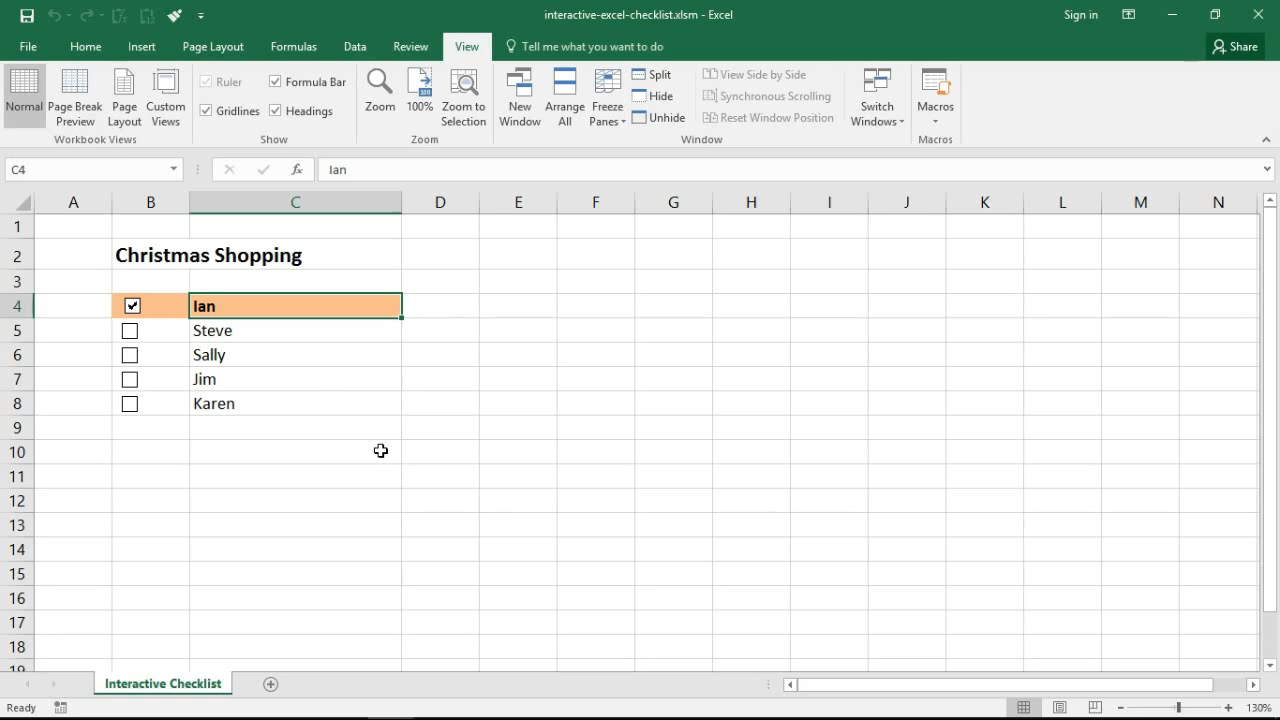 interactive-excel-checklist.xlsm - Excel
Sign in
File Home Insert Page Layout Formulas Data Review View Tell me what you want to do Share
Normal
Page Break Preview
Page Layout
Custom Views
Workbook Views
Ruler
Formula Bar
Gridlines
Headings
Show
Zoom
100%
Zoom to Selection
Zoom
New Window
Arrange All
Freeze Panes
Split
Hide
Unhide
View Side by Side
Synchronous Scrolling
Reset Window Position
Window
Switch Windows
Macros
Macros
C4
fx
Ian
A B C D E F G H I J K L M N
1
2 Christmas Shopping
3
4 Ian
5 Steve
6 Sally
7 Jim
8 Karen
9
10
11
12
13
14
15
16
17
18
19
Interactive Checklist
Ready
130%